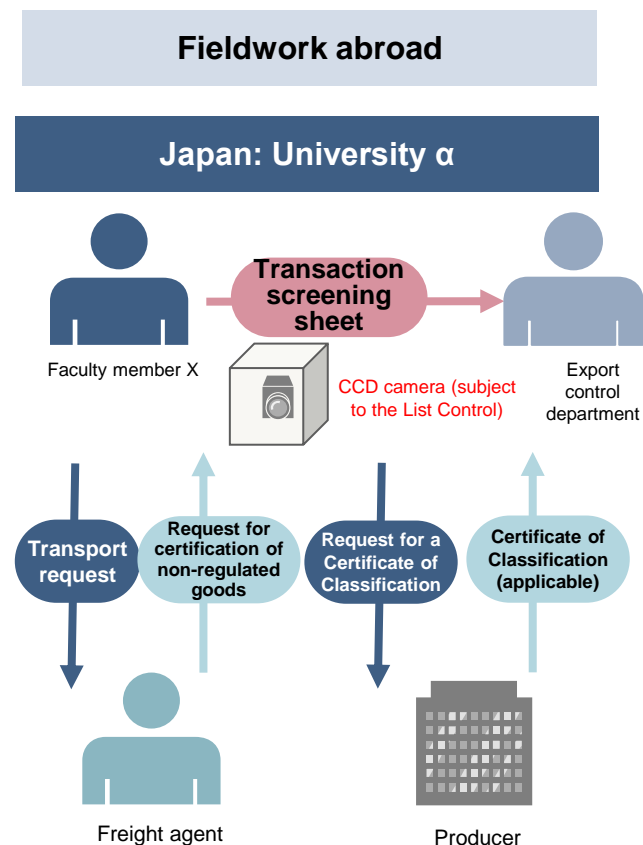 Fieldwork abroad
Japan: University α
Transaction
screening
sheet
Faculty member X
Export
control
department
CCD camera (subject
to the List Control)
Transport
request
Request for
certification of
non-regulated
goods
Request for a
Certificate of
Classification
Certificate of
Classification
(applicable)
Freight agent
Producer